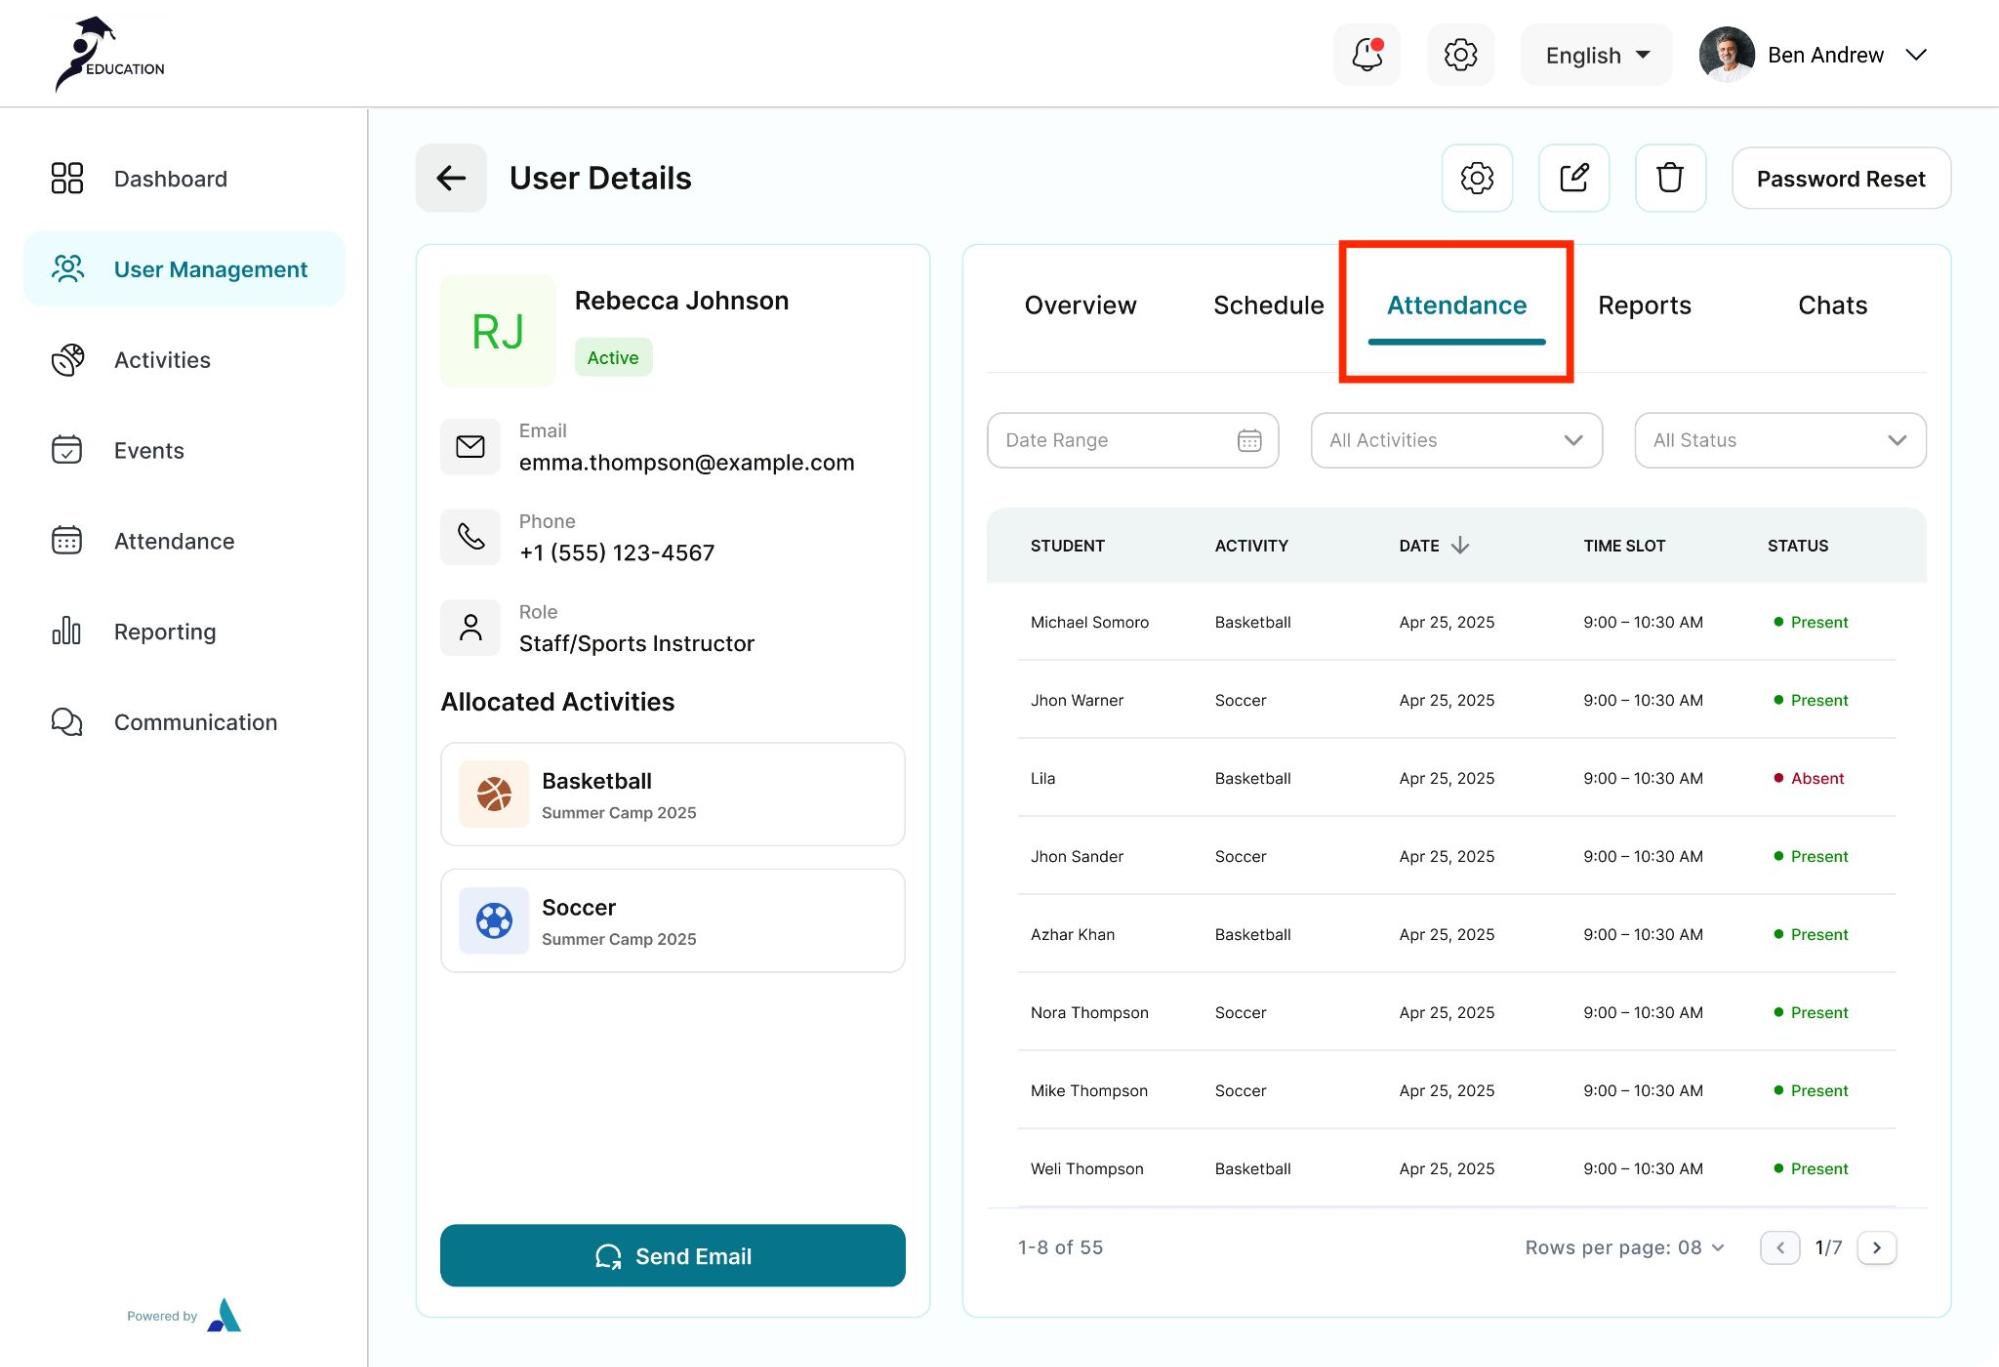 EDUCATION
English
Ben Andrew
Dashboard
User Management
Activities
Events
Attendance
Reporting
Communication
Powered by
User Details
Password Reset
RJ
Rebecca Johnson
Active
Email
emma.thompson@example.com
Phone
+1 (555) 123-4567
Role
Staff/Sports Instructor
Allocated Activities
Basketball
Summer Camp 2025
Soccer
Summer Camp 2025
Send Email
Overview Schedule Attendance Reports Chats
Date Range All Activities All Status
STUDENT ACTIVITY DATE TIME SLOT STATUS
Michael Somoro Basketball Apr 25, 2025 9:00 – 10:30 AM Present
Jhon Warner Soccer Apr 25, 2025 9:00 – 10:30 AM Present
Lila Basketball Apr 25, 2025 9:00 – 10:30 AM Absent
Jhon Sander Soccer Apr 25, 2025 9:00 – 10:30 AM Present
Azhar Khan Basketball Apr 25, 2025 9:00 – 10:30 AM Present
Nora Thompson Soccer Apr 25, 2025 9:00 – 10:30 AM Present
Mike Thompson Soccer Apr 25, 2025 9:00 – 10:30 AM Present
Weli Thompson Basketball Apr 25, 2025 9:00 – 10:30 AM Present
1-8 of 55 Rows per page: 08 1/7